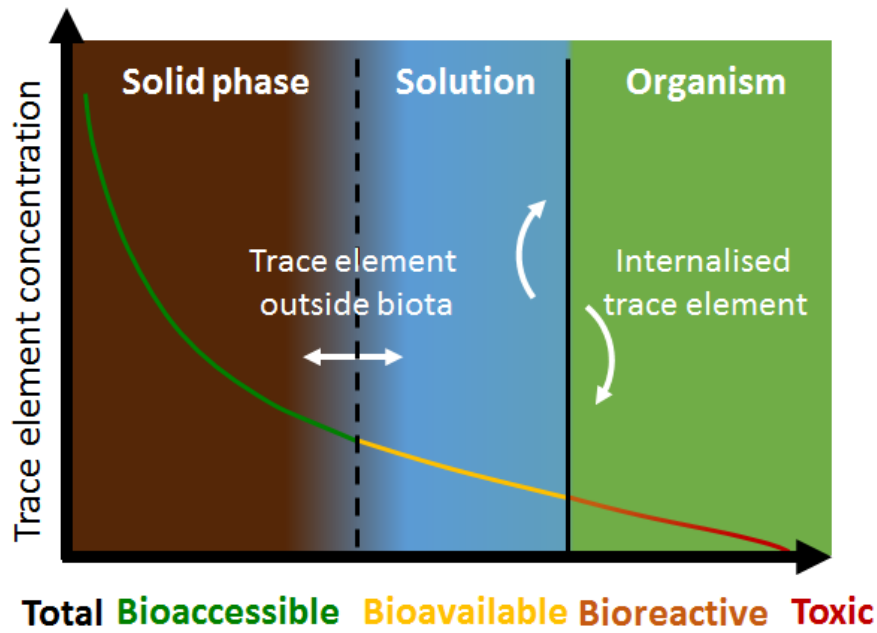 Trace element concentration
Solid phase
Solution
Organism
Trace element
outside biota
Internalised
trace element
Total Bioaccessible Bioavailable Bioreactive Toxic